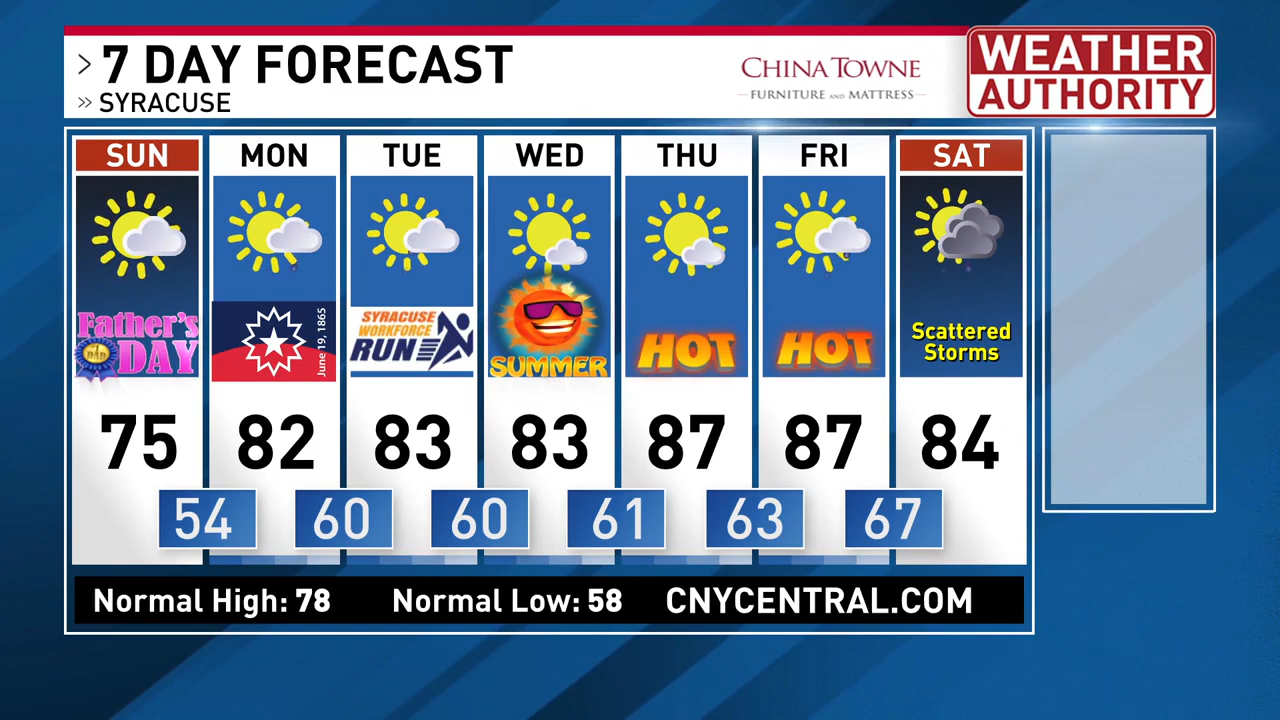 > 7 DAY FORECAST
» SYRACUSE
CHINA TOWNE
FURNITURE AND MATTRESS
WEATHER
AUTHORITY
SUN MON TUE WED THU FRI SAT
Father's
#1
DAD
DAY
June 19, 1865
SYRACUSE
WORKFORCE
RUN
SUMMER
HOT
HOT
Scattered
Storms
75 82 83 83 87 87 84
54 60 60 61 63 67
Normal High: 78 Normal Low: 58 CNYCENTRAL.COM